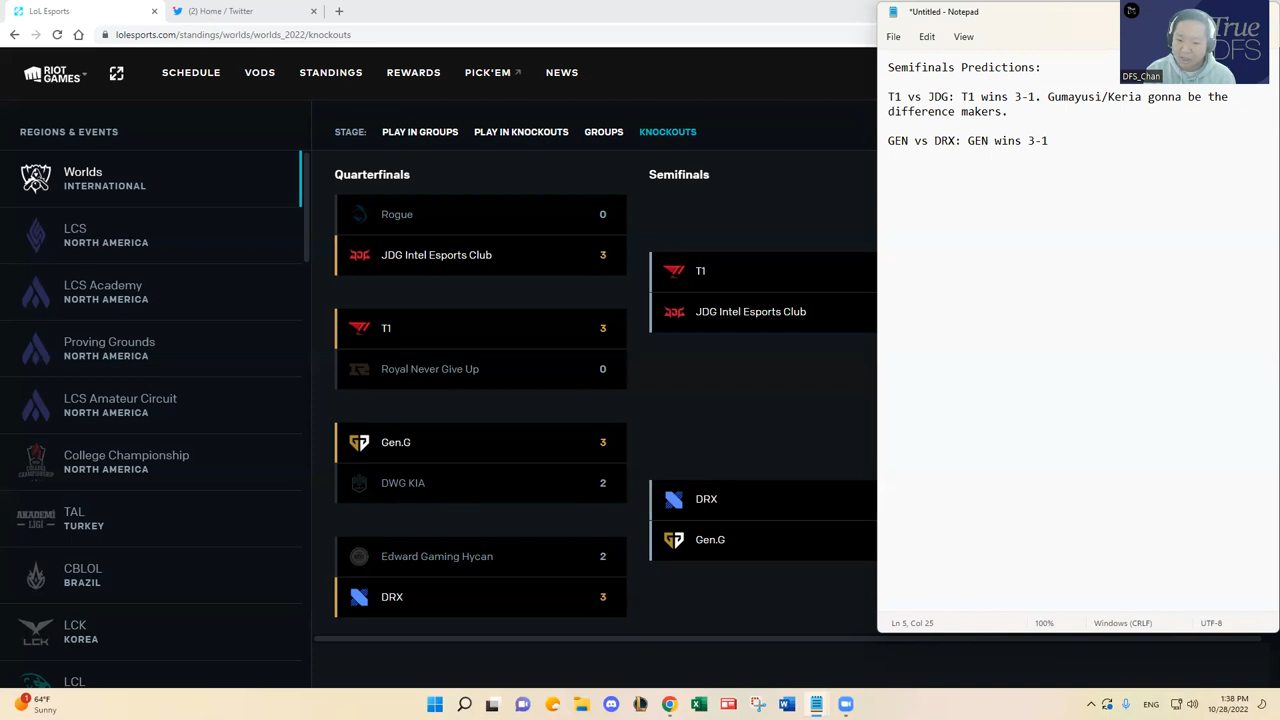 LoL Esports
(2) Home / Twitter
*Untitled - Notepad
lolesports.com/standings/worlds/worlds_2022/knockouts
File Edit View
True
DFS
DFS_Chan
RIOT
GAMES
SCHEDULE VODS STANDINGS REWARDS PICK'EM NEWS
REGIONS & EVENTS
Worlds
INTERNATIONAL
LCS
NORTH AMERICA
LCS Academy
NORTH AMERICA
Proving Grounds
NORTH AMERICA
LCS Amateur Circuit
NORTH AMERICA
College Championship
NORTH AMERICA
TAL
TURKEY
CBLOL
BRAZIL
LCK
KOREA
LCL
STAGE: PLAY IN GROUPS PLAY IN KNOCKOUTS GROUPS KNOCKOUTS
Quarterfinals
Rogue 0
JDG Intel Esports Club 3
T1 3
Royal Never Give Up 0
Gen.G 3
DWG KIA 2
Edward Gaming Hycan 2
DRX 3
Semifinals
T1
JDG Intel Esports Club
DRX
Gen.G
Semifinals Predictions:
T1 vs JDG: T1 wins 3-1. Gumayusi/Keria gonna be the
difference makers.
GEN vs DRX: GEN wins 3-1
Ln 5, Col 25 100% Windows (CRLF) UTF-8
64°F
Sunny
ENG
1:38 PM
10/28/2022